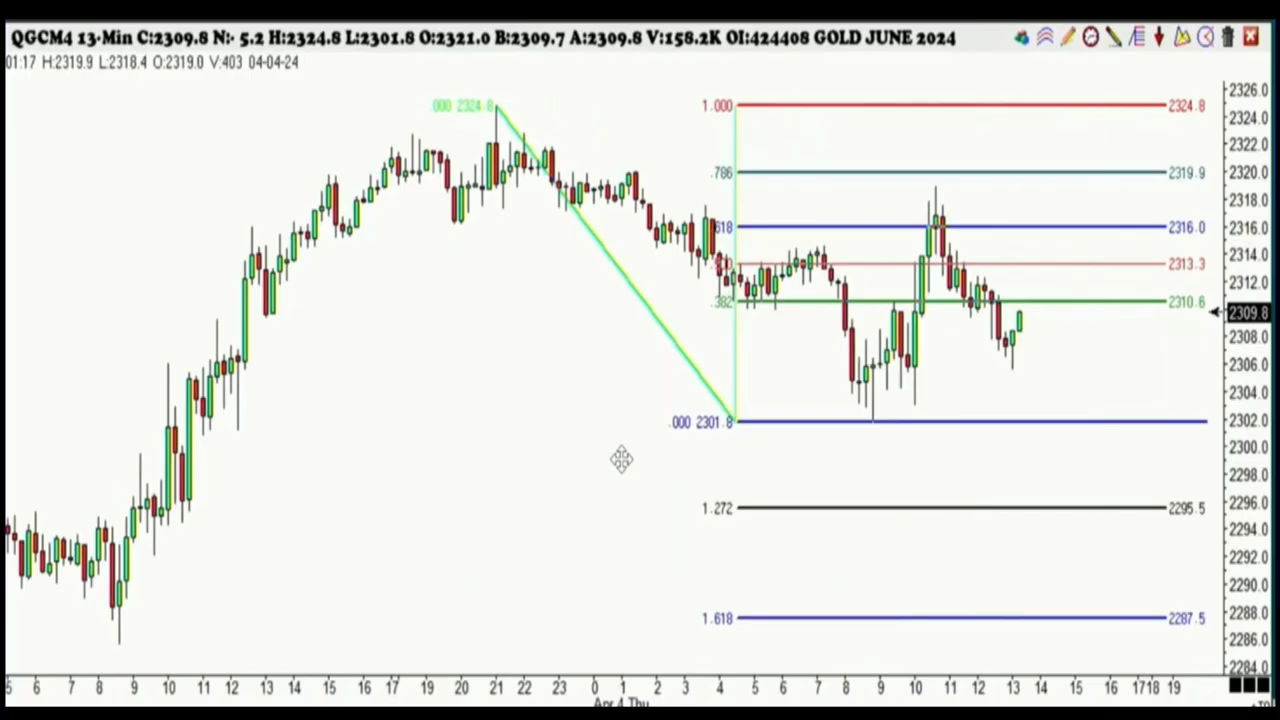 QGCM4 13-Min C:2309.8 N:- 5.2 H:2324.8 L:2301.8 O:2321.0 B:2309.7 A:2309.8 V:158.2K OI:424408 GOLD JUNE 2024
01:17 H:2319.9 L:2318.4 O:2319.0 V:403 04-04-24
2326.0
.000 2324.8 1.000 2324.8
2324.0
2322.0
.786 2319.9 2320.0
2318.0
618 2316.0 2316.0
2314.0
2313.3
2312.0
.382 2310.6
2309.8
2308.0
2306.0
2304.0
.000 2301.8 2302.0
2300.0
2298.0
1.272 2295.5 2296.0
2294.0
2292.0
2290.0
2288.0
1.618 2287.5
2286.0
2284.0
5 6 7 8 9 10 11 12 13 14 15 16 17 19 20 21 22 23 0 1 2 3 4 5 6 7 8 9 10 11 12 13 14 15 16 17 18 19
Apr 4 Thu